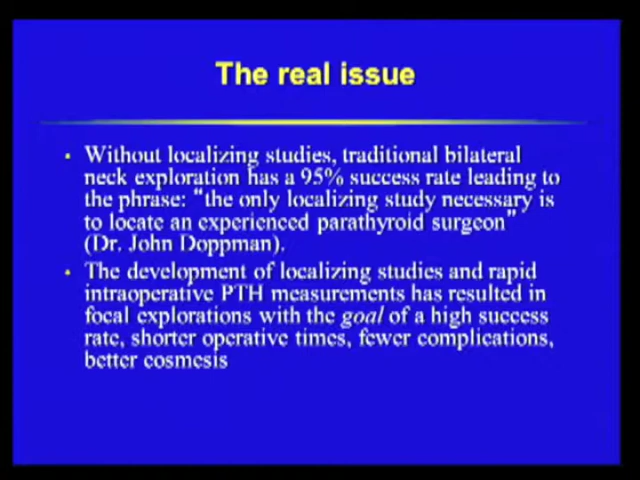 The real issue
• Without localizing studies, traditional bilateral
neck exploration has a 95% success rate leading to
the phrase: “the only localizing study necessary is
to locate an experienced parathyroid surgeon”
(Dr. John Doppman).
• The development of localizing studies and rapid
intraoperative PTH measurements has resulted in
focal explorations with the goal of a high success
rate, shorter operative times, fewer complications,
better cosmesis